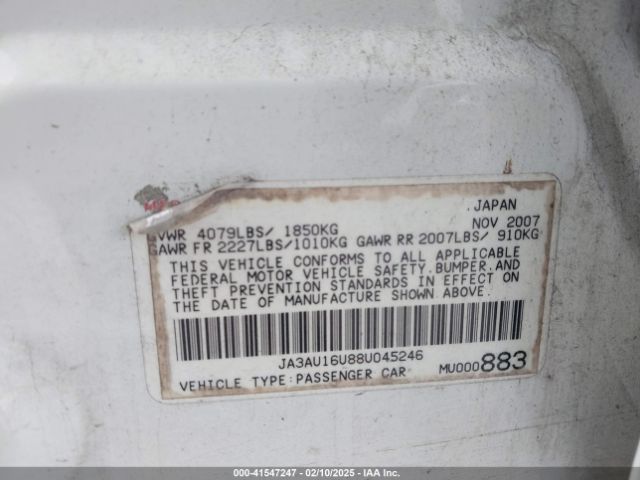 JAPAN
NOV 2007
GVWR 4079LBS/ 1850KG
GAWR FR 2227LBS/1010KG GAWR RR 2007LBS/ 910KG
THIS VEHICLE CONFORMS TO ALL APPLICABLE
FEDERAL MOTOR VEHICLE SAFETY, BUMPER, AND
THEFT PREVENTION STANDARDS IN EFFECT ON
THE DATE OF MANUFACTURE SHOWN ABOVE.
JA3AU16U88U045246
VEHICLE TYPE:PASSENGER CAR MU000883
000-41547247 - 02/10/2025 - IAA Inc.